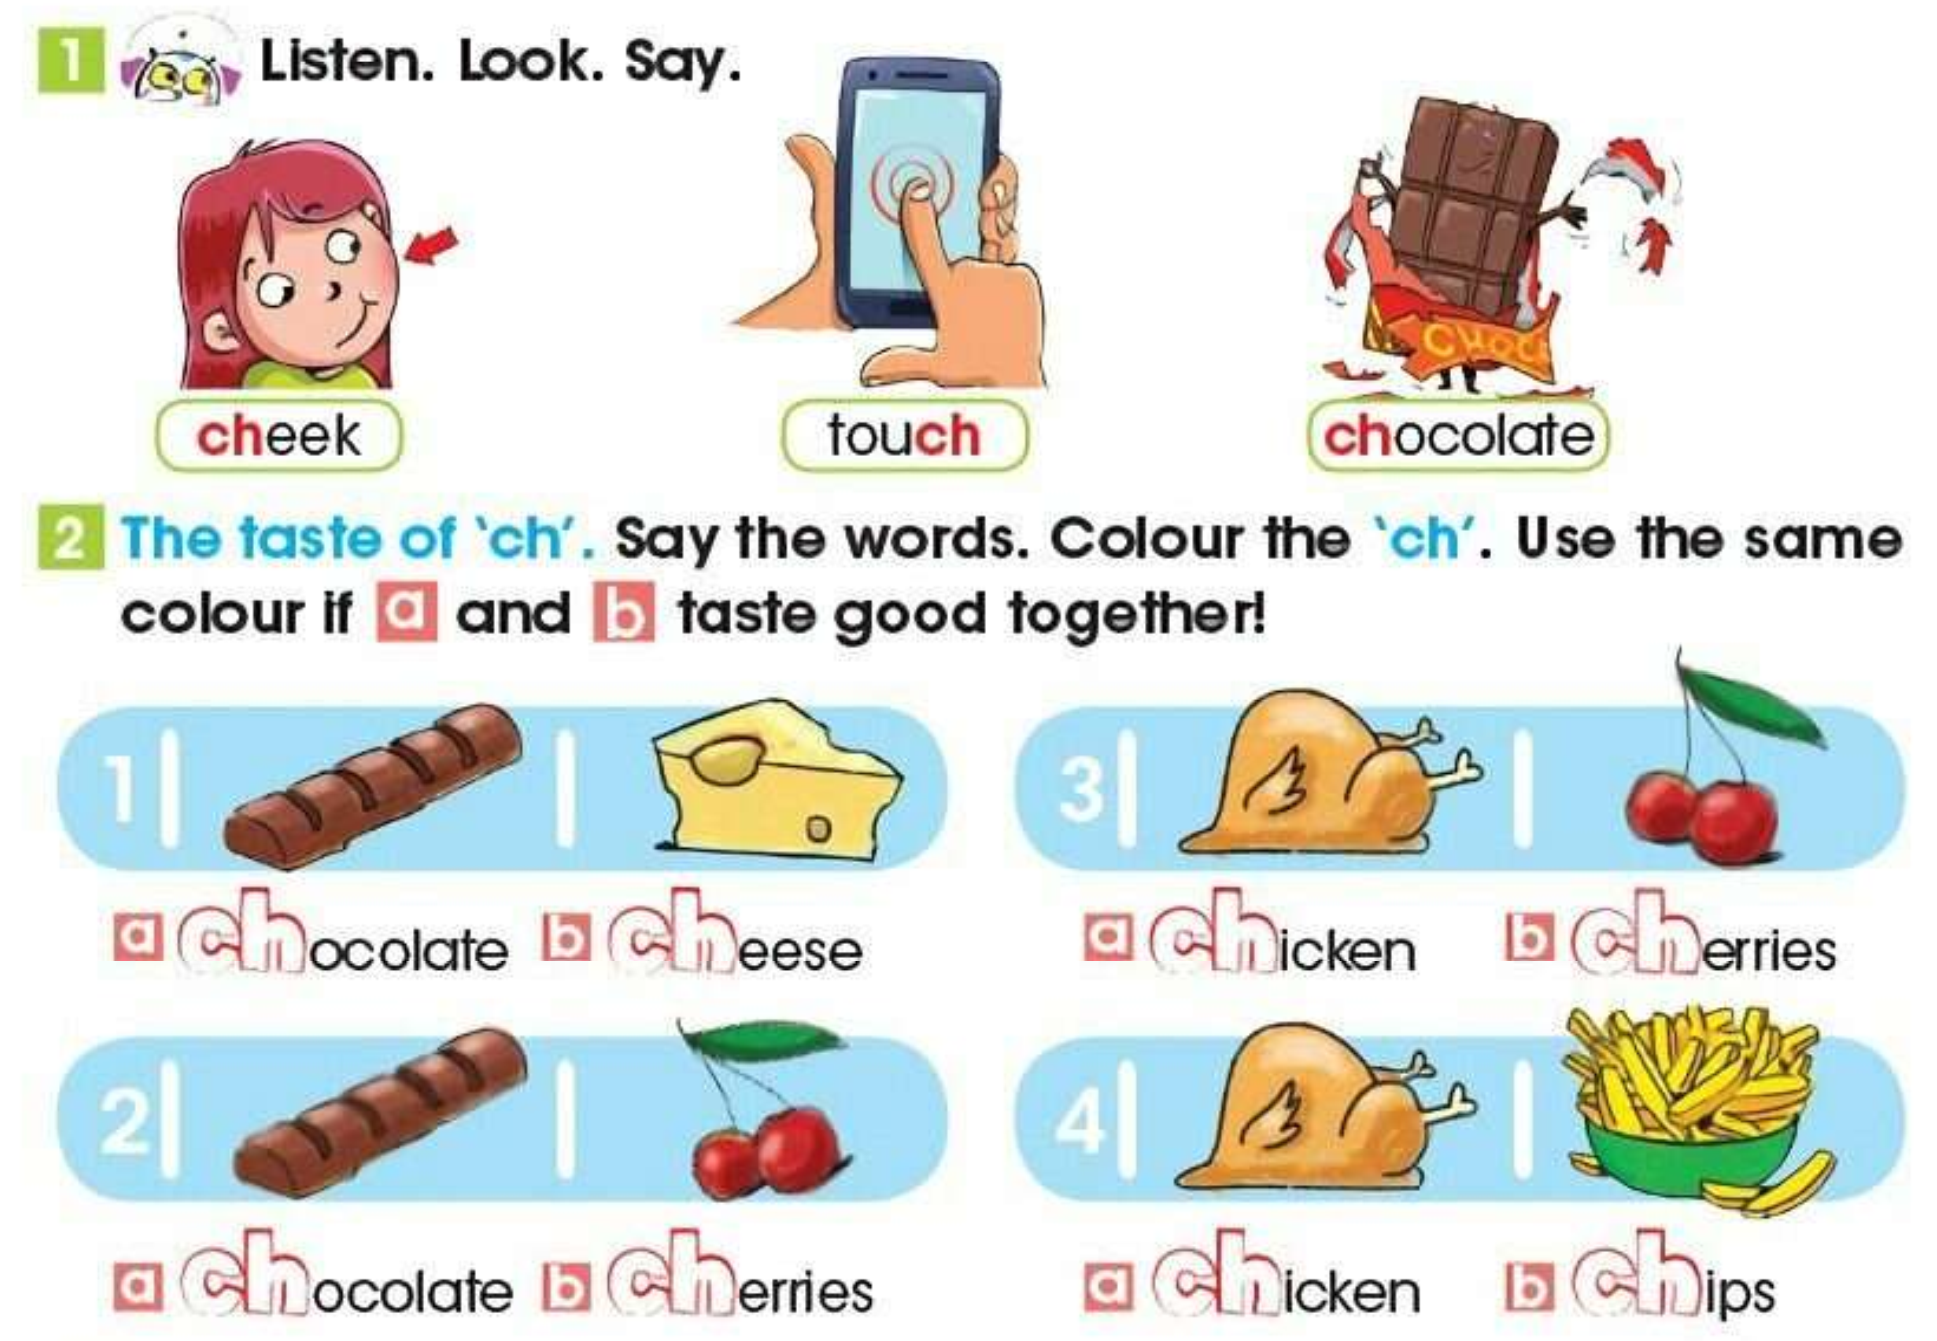 1 Listen. Look. Say.
CHOC
cheek
touch
chocolate
2 The taste of 'ch'. Say the words. Colour the 'ch'. Use the same
colour if a and b taste good together!
1
3
a chocolate b cheese
a chicken b cherries
2
4
a chocolate b cherries
a chicken b chips